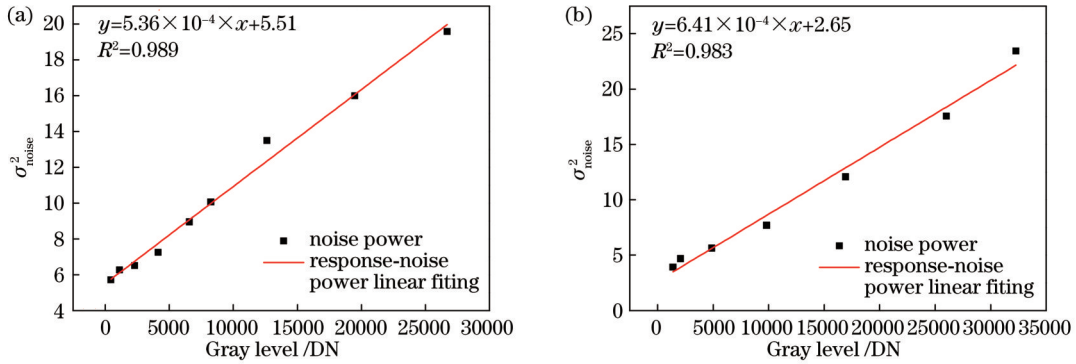 (a)
y=5.36×10⁻⁴×x+5.51
R²=0.989
20
18
16
14
12
10
8
6
4
σ²noise
noise power
response-noise
power linear fitting
0 5000 10000 15000 20000 25000 30000
Gray level /DN
(b)
y=6.41×10⁻⁴×x+2.65
R²=0.983
25
20
15
10
5
0
σ²noise
noise power
response-noise
power linear fitting
0 5000 10000 15000 20000 25000 30000 35000
Gray level /DN